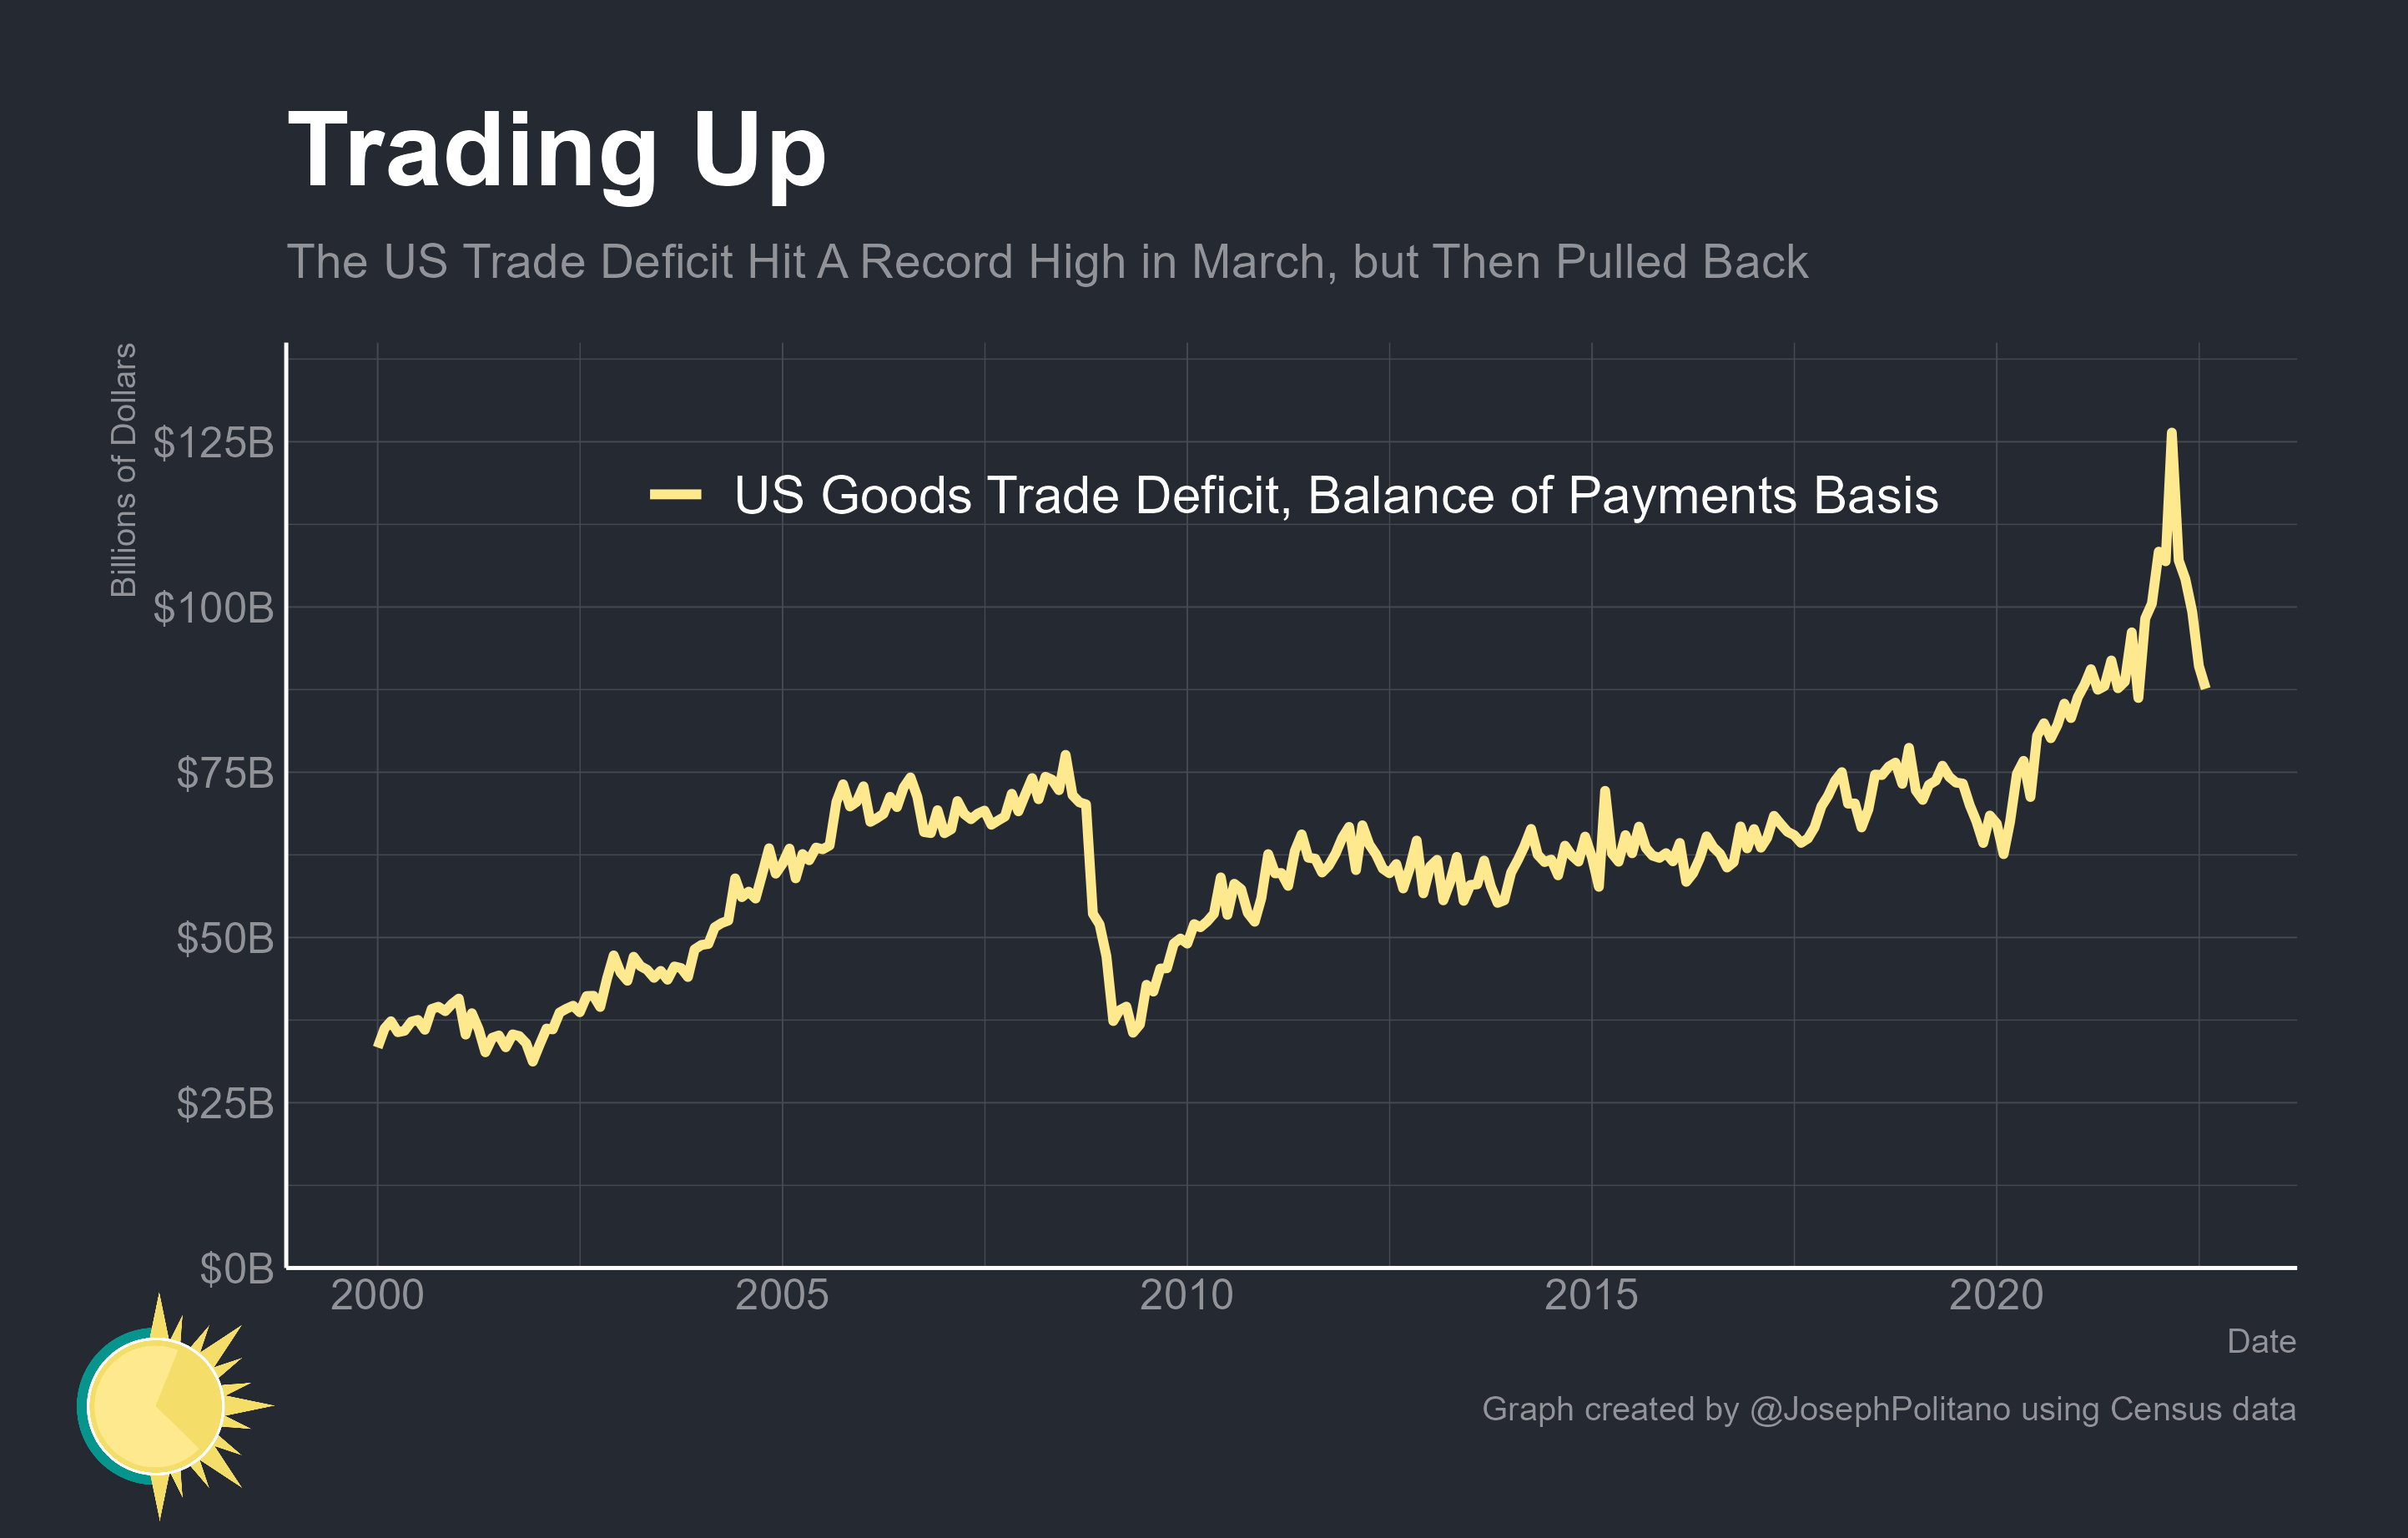 Trading Up
The US Trade Deficit Hit A Record High in March, but Then Pulled Back
Billions of Dollars
$125B
$100B
$75B
$50B
$25B
$0B
US Goods Trade Deficit, Balance of Payments Basis
2000
2005
2010
2015
2020
Date
Graph created by @JosephPolitano using Census data